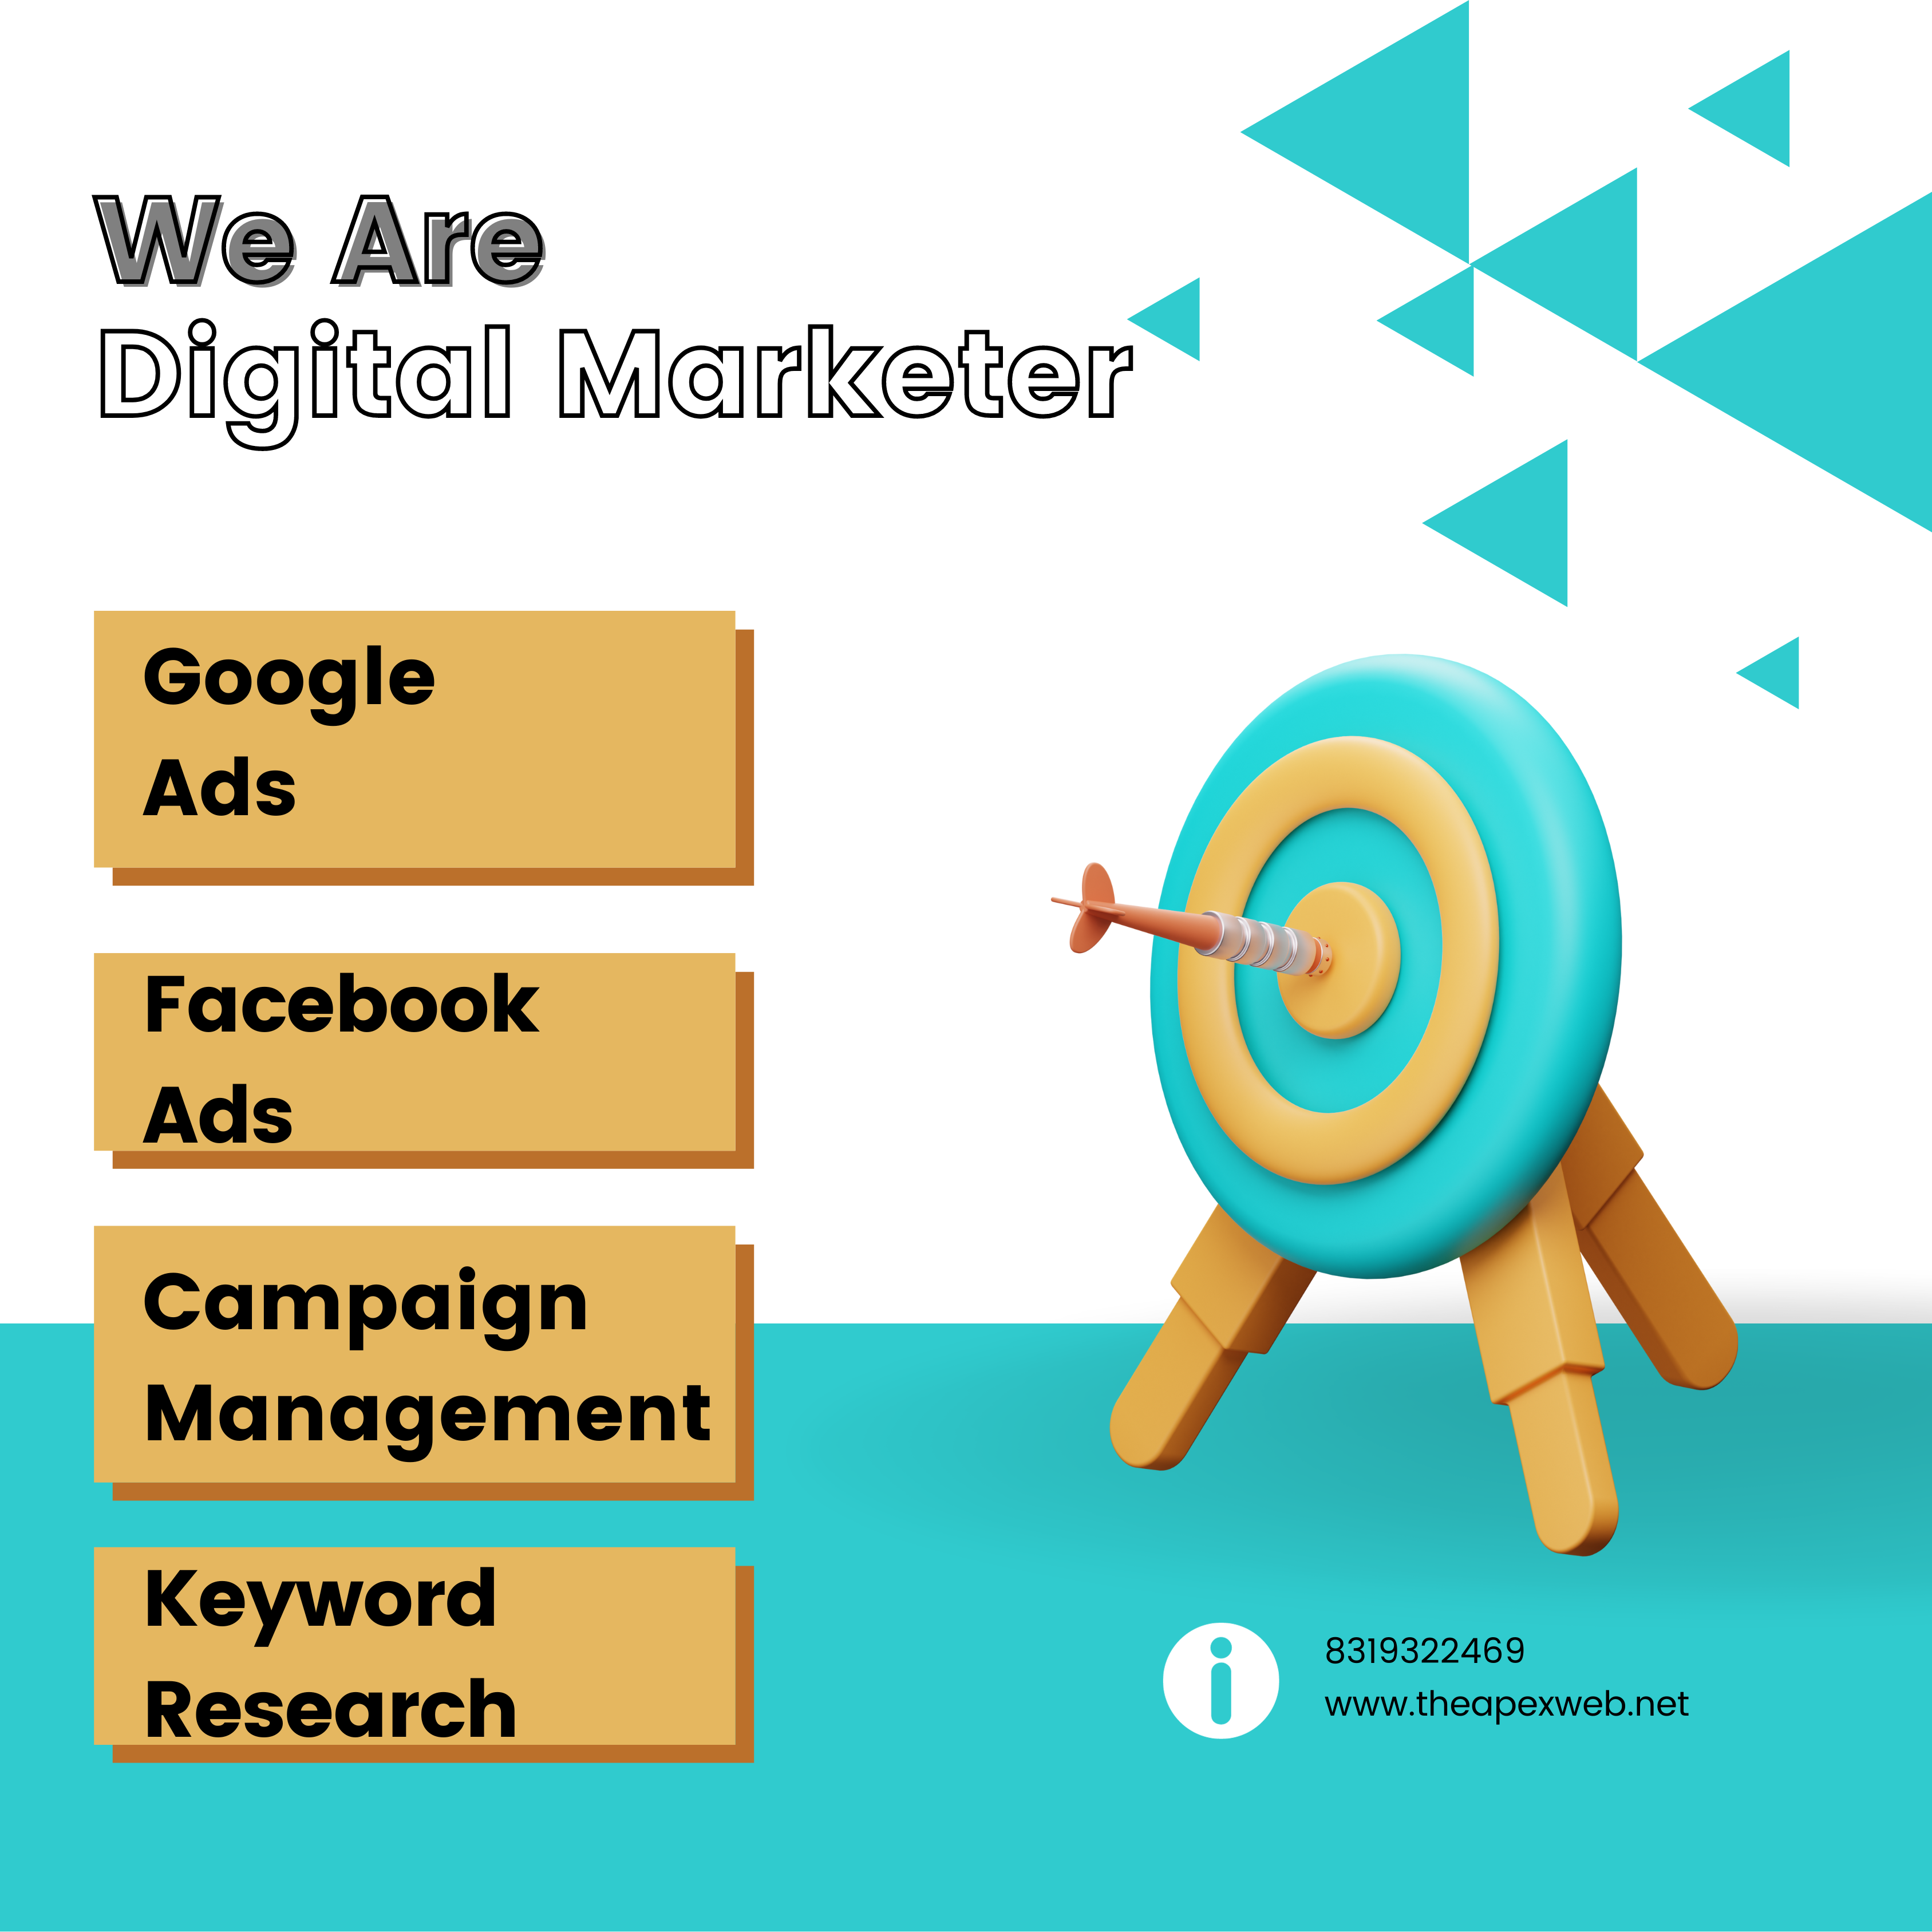 We Are
Digital Marketer
Google
Ads
Facebook
Ads
Campaign
Management
Keyword
Research
8319322469
www.theapexweb.net